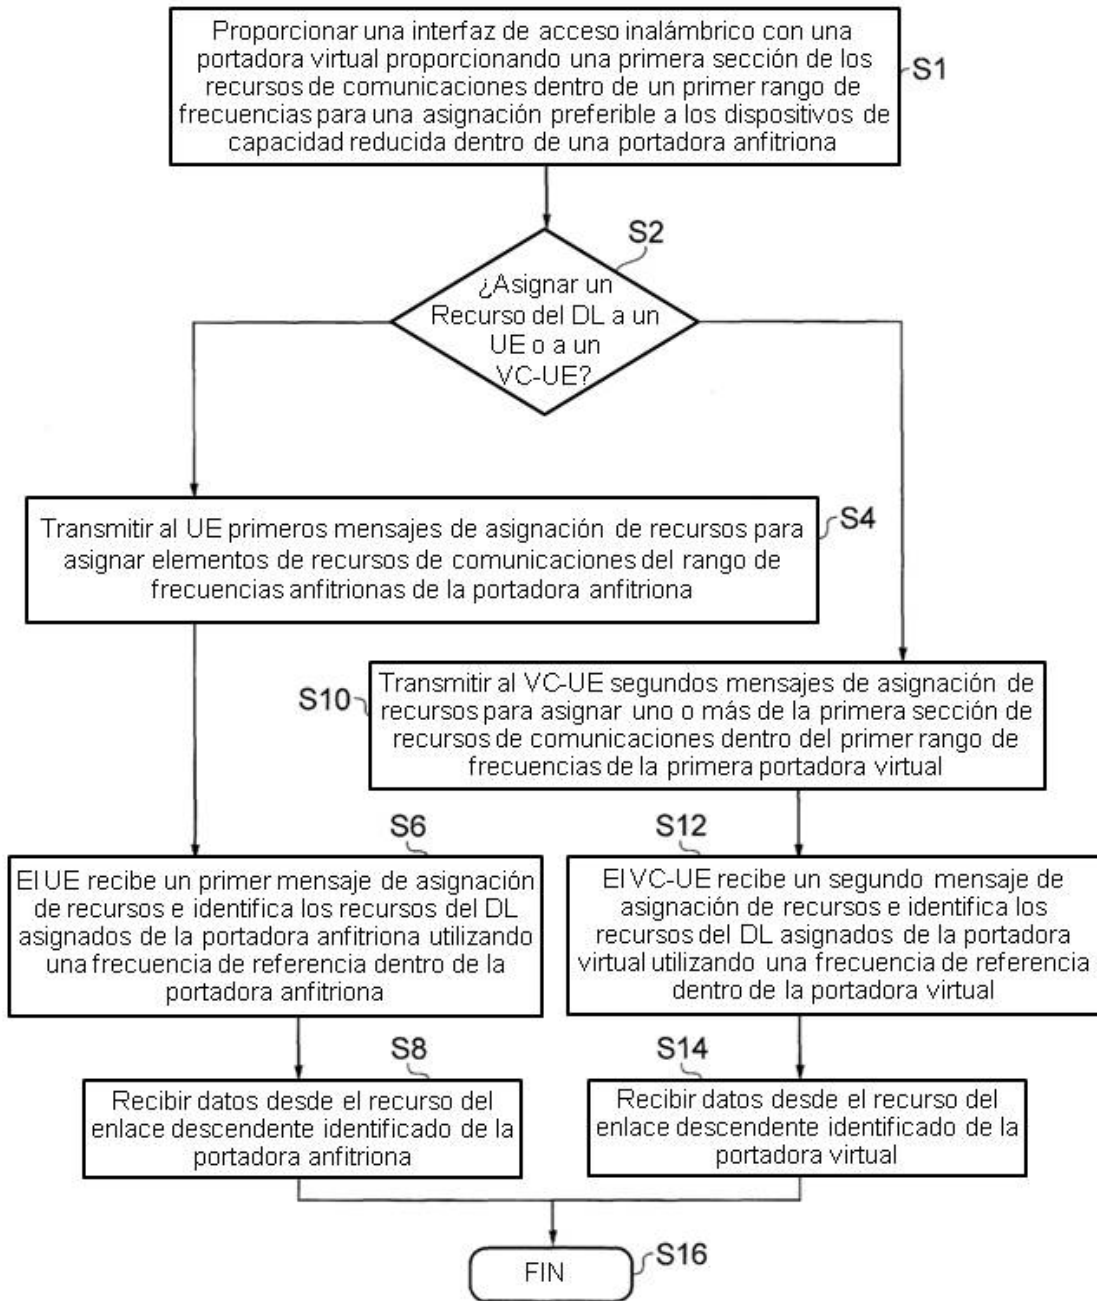 Proporcionar una interfaz de acceso inalámbrico con una
portadora virtual proporcionando una primera sección de los
recursos de comunicaciones dentro de un primer rango de
frecuencias para una asignación preferible a los dispositivos de
capacidad reducida dentro de una portadora anfitriona
S1
S2
¿Asignar un
Recurso del DL a un
UE o a un
VC-UE?
Transmitir al UE primeros mensajes de asignación de recursos para
asignar elementos de recursos de comunicaciones del rango de
frecuencias anfitrionas de la portadora anfitriona
S4
S10
Transmitir al VC-UE segundos mensajes de asignación de
recursos para asignar uno o más de la primera sección de
recursos de comunicaciones dentro del primer rango de
frecuencias de la primera portadora virtual
S6
El UE recibe un primer mensaje de asignación
de recursos e identifica los recursos del DL
asignados de la portadora anfitriona utilizando
una frecuencia de referencia dentro de la
portadora anfitriona
S12
El VC-UE recibe un segundo mensaje de
asignación de recursos e identifica los
recursos del DL asignados de la portadora
virtual utilizando una frecuencia de referencia
dentro de la portadora virtual
S8
Recibir datos desde el recurso del
enlace descendente identificado de la
portadora anfitriona
S14
Recibir datos desde el recurso del
enlace descendente identificado de la
portadora virtual
FIN
S16